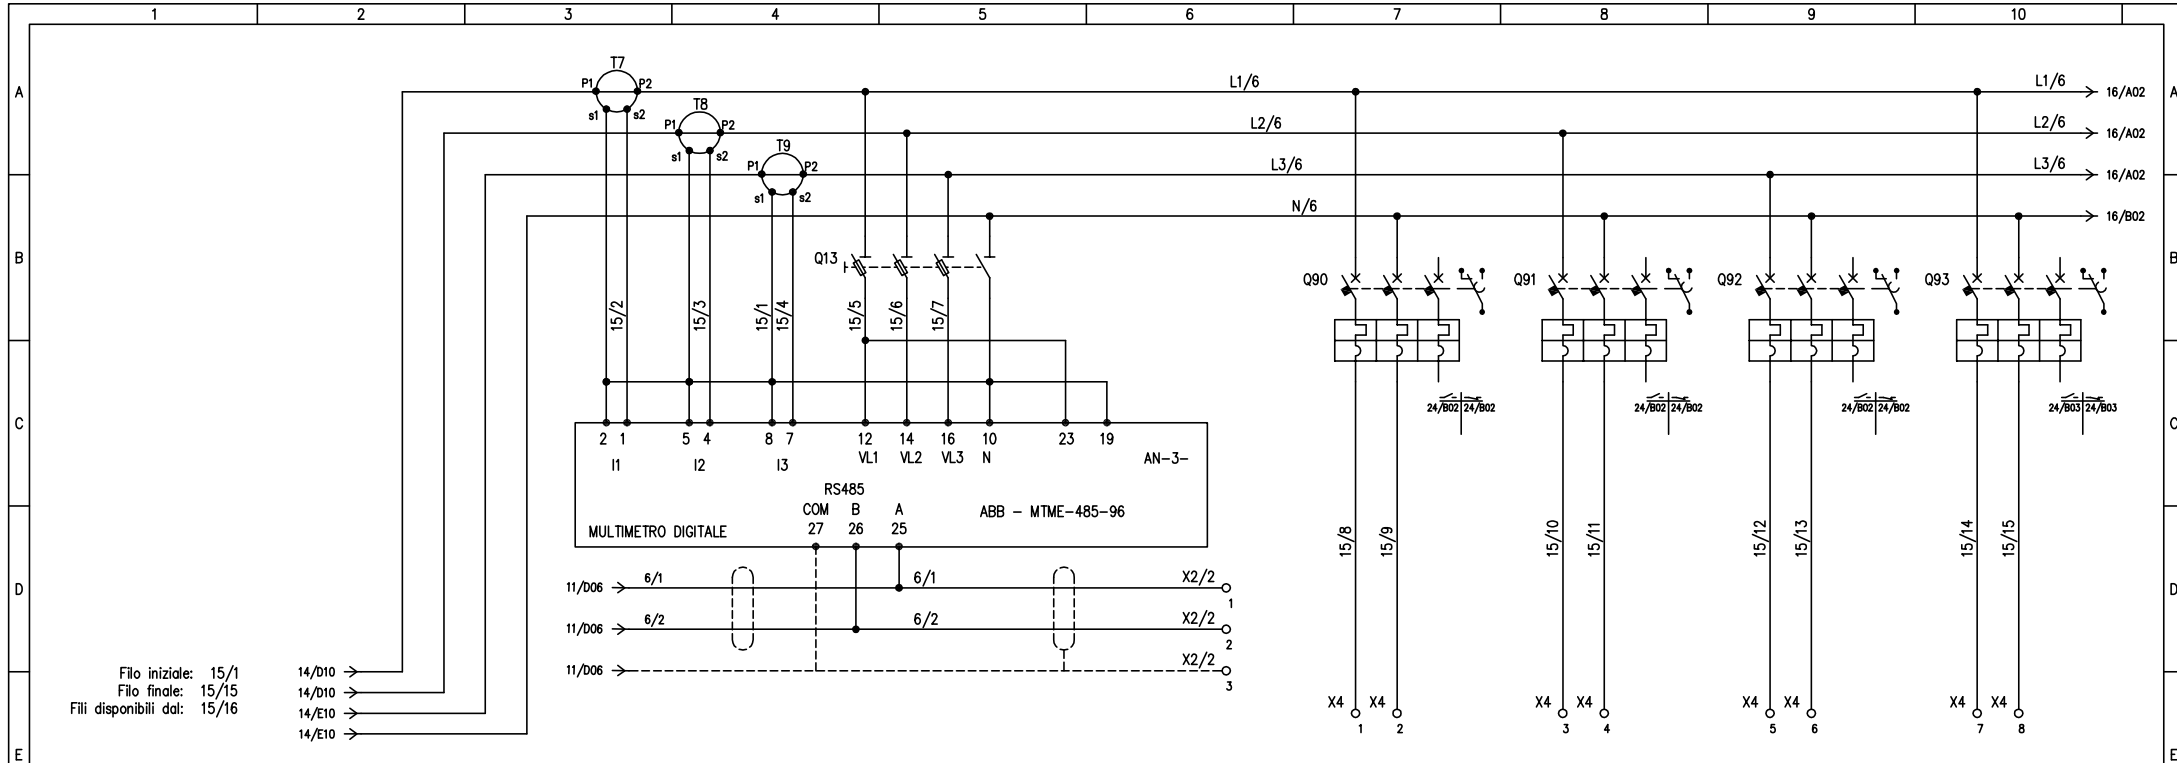 1 2 3 4 5 6 7 8 9 10
T7
A P1 P2 L1/6 L1/6 16/A02 A
s1 s2 T8
P1 P2 L2/6 L2/6 16/A02
s1 s2 T9
P1 P2 L3/6 L3/6 16/A02
s1 s2
N/6 16/B02
B Q13 B
Q90 Q91 Q92 Q93
15/2 15/3 15/1 15/4 15/5 15/6 15/7
24/B02 24/B02 24/B02 24/B02 24/B02 24/B02 24/B03 24/B03
C C
2 1 5 4 8 7 12 14 16 10 23 19
I1 I2 I3 VL1 VL2 VL3 N AN-3-
RS485
COM B A ABB - MTME-485-96
MULTIMETRO DIGITALE 27 26 25
15/8 15/9 15/10 15/11 15/12 15/13 15/14 15/15
D 11/D06 6/1 6/1 X2/2 D
1
11/D06 6/2 6/2 X2/2
2
11/D06 X2/2
3
Filo iniziale: 15/1 14/D10
Filo finale: 15/15 14/D10
Fili disponibili dal: 15/16 14/E10
14/E10
X4 X4 X4 X4 X4 X4 X4 X4
1 2 3 4 5 6 7 8
E E